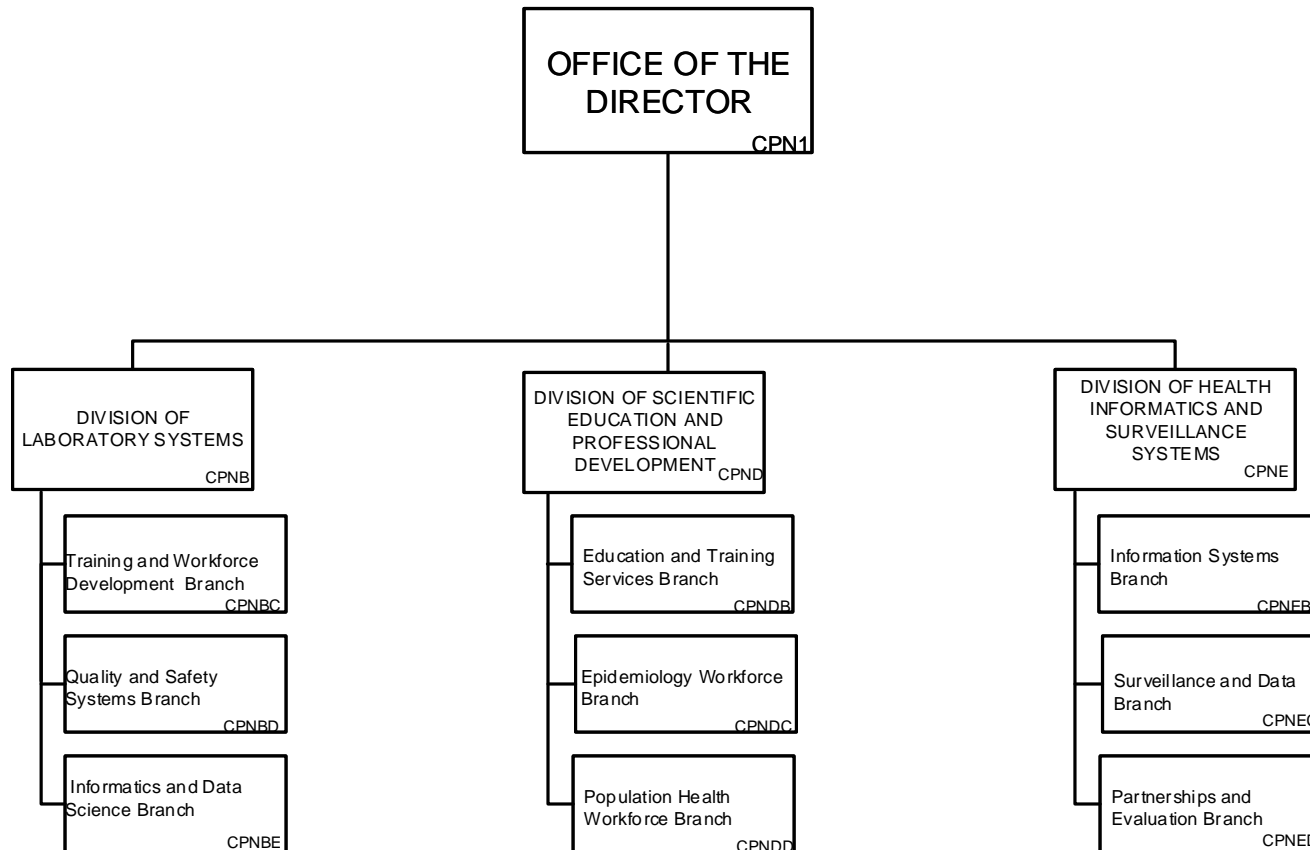 OFFICE OF THE
DIRECTOR
CPN1
DIVISION OF
LABORATORY SYSTEMS
CPNB
Training and Workforce
Development Branch
CPNBC
Quality and Safety
Systems Branch
CPNBD
Informatics and Data
Science Branch
CPNBE
DIVISION OF SCIENTIFIC
EDUCATION AND
PROFESSIONAL
DEVELOPMENT
CPND
Education and Training
Services Branch
CPNDB
Epidemiology Workforce
Branch
CPNDC
Population Health
Workforce Branch
CPNDD
DIVISION OF HEALTH
INFORMATICS AND
SURVEILLANCE
SYSTEMS
CPNE
Information Systems
Branch
CPNEB
Surveillance and Data
Branch
CPNEC
Partnerships and
Evaluation Branch
CPNED